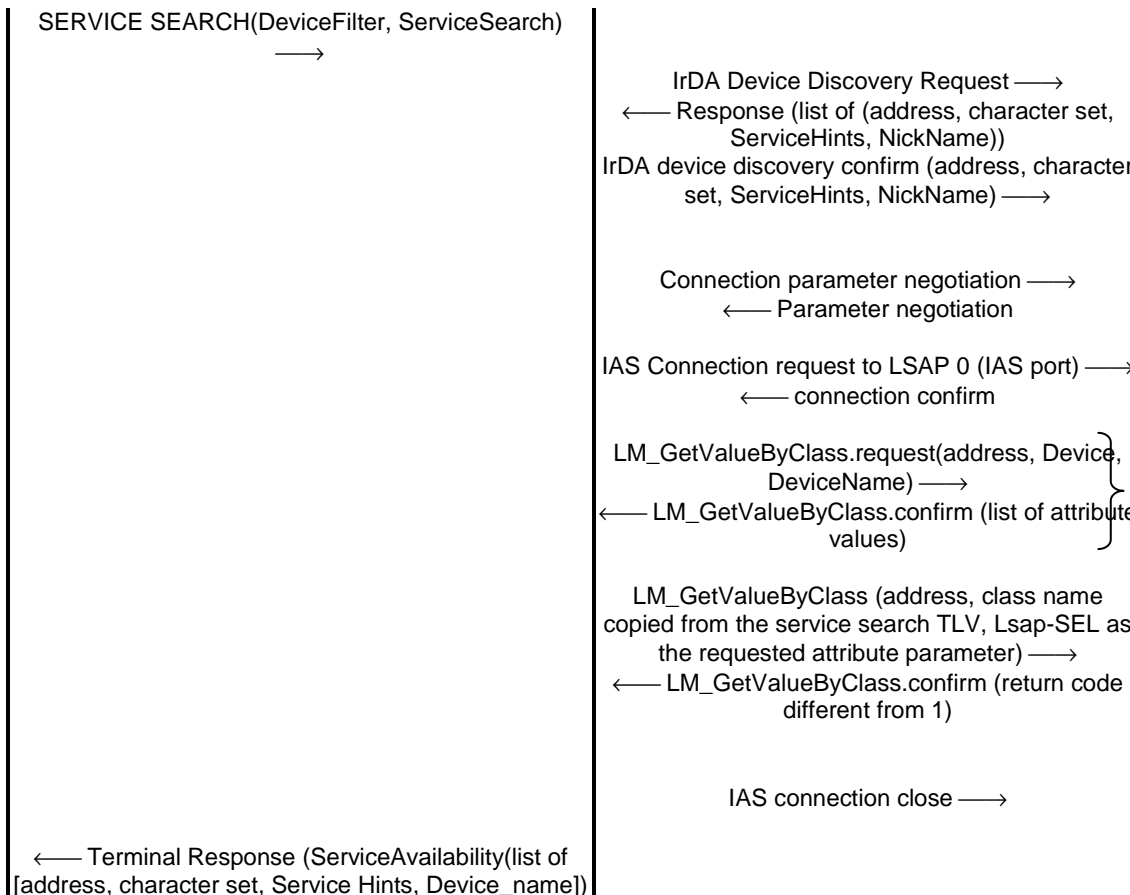 SERVICE SEARCH(DeviceFilter, ServiceSearch)
⟶
IrDA Device Discovery Request ⟶
⟵ Response (list of (address, character set,
ServiceHints, NickName))
IrDA device discovery confirm (address, character
set, ServiceHints, NickName) ⟶
Connection parameter negotiation ⟶
⟵ Parameter negotiation
IAS Connection request to LSAP 0 (IAS port) ⟶
⟵ connection confirm
LM_GetValueByClass.request(address, Device,
DeviceName) ⟶
⟵ LM_GetValueByClass.confirm (list of attribute
values)
LM_GetValueByClass (address, class name
copied from the service search TLV, Lsap-SEL as
the requested attribute parameter) ⟶
⟵ LM_GetValueByClass.confirm (return code
different from 1)
IAS connection close ⟶
⟵ Terminal Response (ServiceAvailability(list of
[address, character set, Service Hints, Device_name])